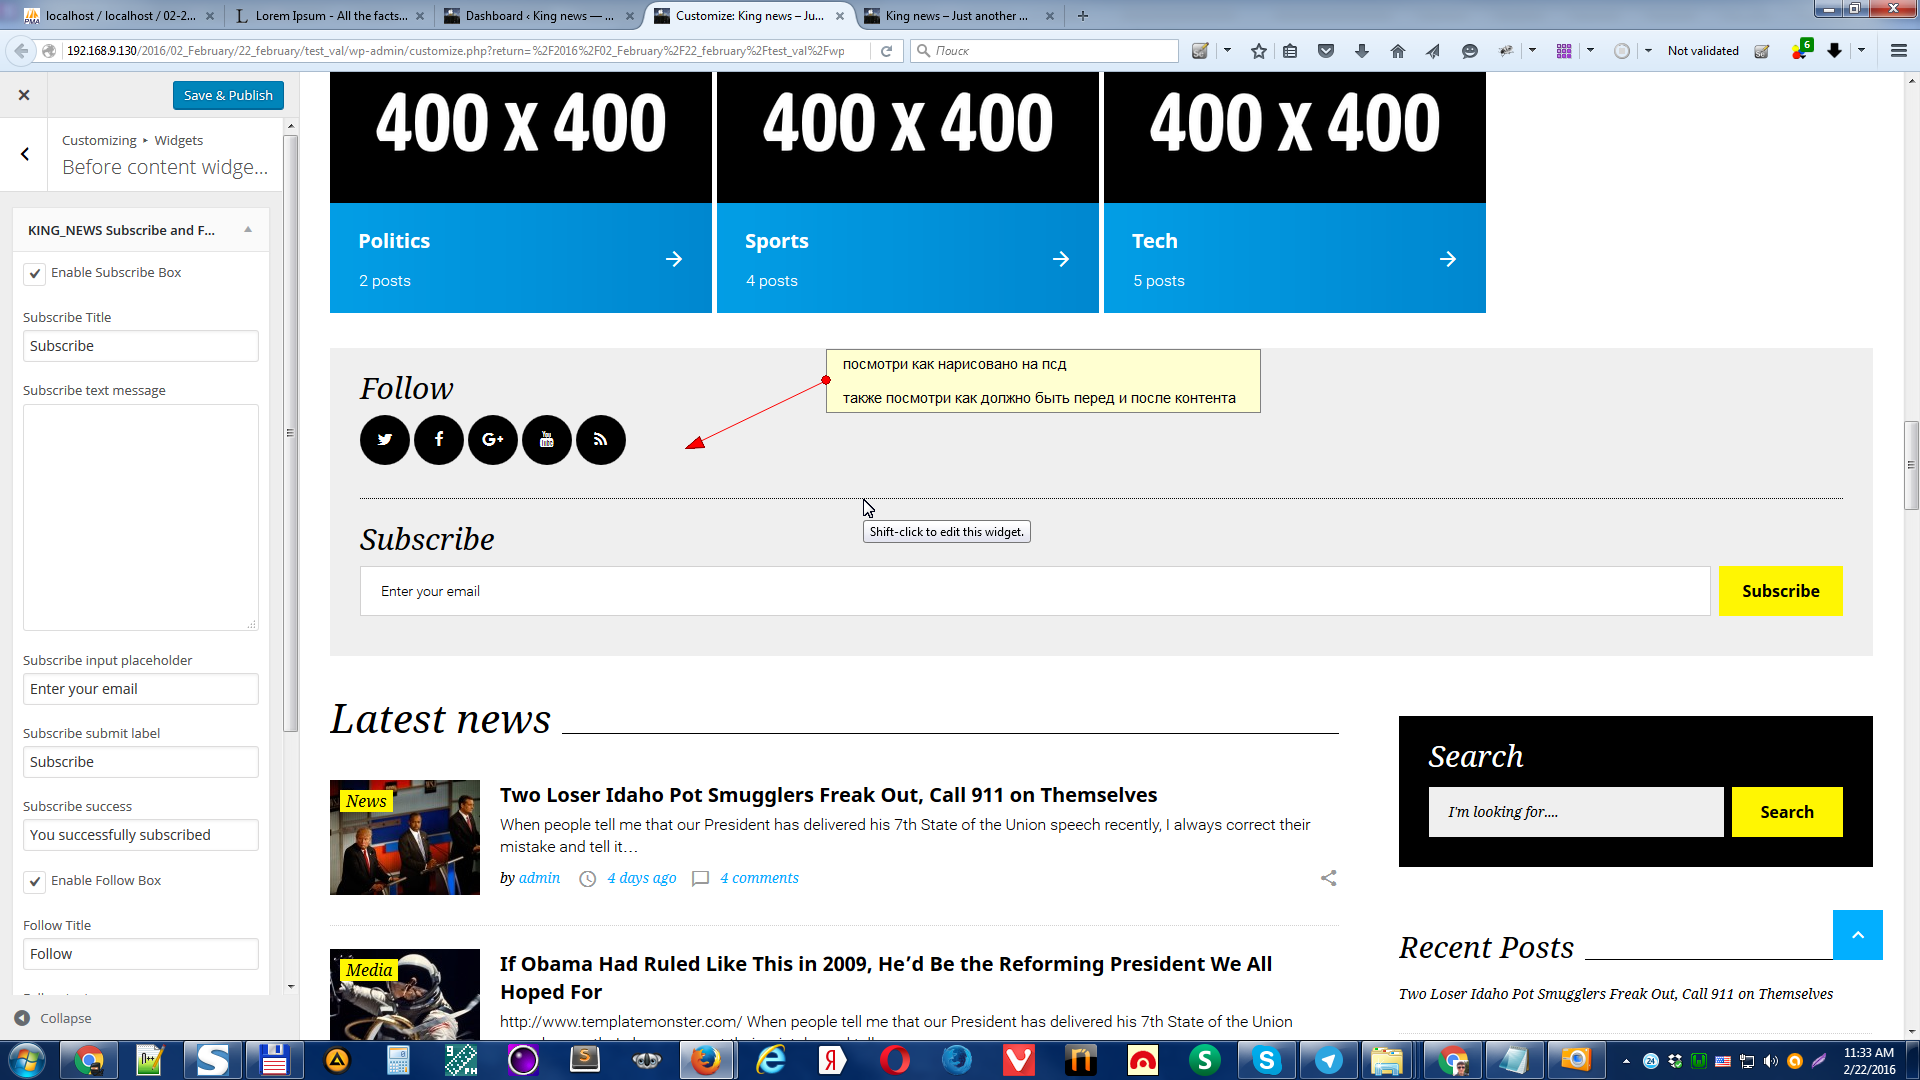 localhost / localhost / 02-2...
Lorem Ipsum - All the facts...
Dashboard ‹ King news — ...
Customize: King news – Ju...
King news – Just another ...
192.168.9.130/2016/02_February/22_february/test_val/wp-admin/customize.php?return=%2F2016%2F02_February%2F22_february%2Ftest_val%2Fwp
Поиск
Not validated
6
Save & Publish
Customizing ▸ Widgets
Before content widge...
KING_NEWS Subscribe and F...
Enable Subscribe Box
Subscribe Title
Subscribe
Subscribe text message
Subscribe input placeholder
Enter your email
Subscribe submit label
Subscribe
Subscribe success
You successfully subscribed
Enable Follow Box
Follow Title
Follow
Collapse
400 x 400
400 x 400
400 x 400
Politics
2 posts
Sports
4 posts
Tech
5 posts
посмотри как нарисовано на псд
также посмотри как должно быть перед и после контента
Follow
You Tube
Shift-click to edit this widget.
Subscribe
Enter your email
Subscribe
Latest news
News
Two Loser Idaho Pot Smugglers Freak Out, Call 911 on Themselves
When people tell me that our President has delivered his 7th State of the Union speech recently, I always correct their
mistake and tell it…
by admin
4 days ago
4 comments
Media
If Obama Had Ruled Like This in 2009, He’d Be the Reforming President We All
Hoped For
http://www.templatemonster.com/ When people tell me that our President has delivered his 7th State of the Union
Search
I'm looking for....
Search
Recent Posts
Two Loser Idaho Pot Smugglers Freak Out, Call 911 on Themselves
11:33 AM
2/22/2016